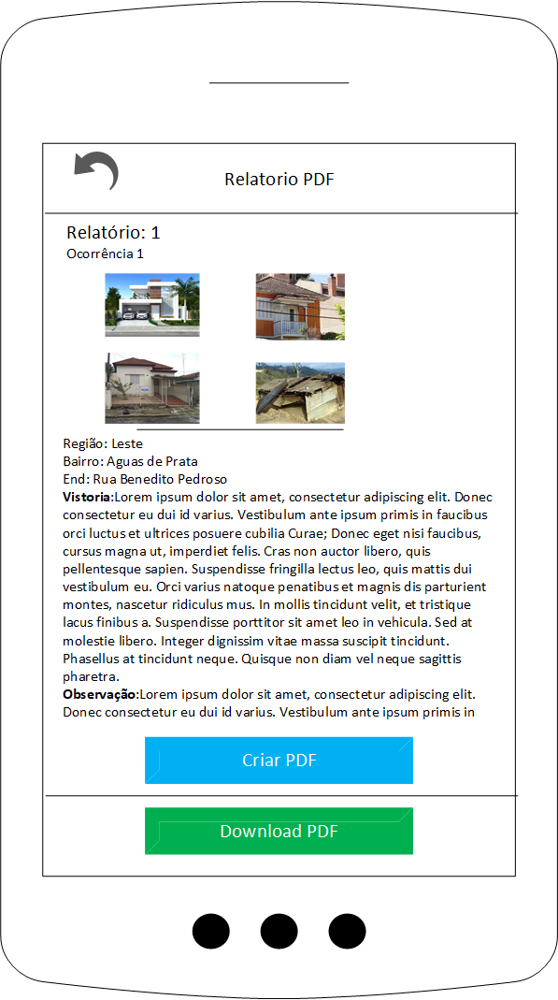 Relatorio PDF
Relatório: 1
Ocorrência 1
Região: Leste
Bairro: Aguas de Prata
End: Rua Benedito Pedroso
Vistoria:Lorem ipsum dolor sit amet, consectetur adipiscing elit. Donec
consectetur eu dui id varius. Vestibulum ante ipsum primis in faucibus
orci luctus et ultrices posuere cubilia Curae; Donec eget nisi faucibus,
cursus magna ut, imperdiet felis. Cras non auctor libero, quis
pellentesque sapien. Suspendisse fringilla lectus leo, quis mattis dui
vestibulum eu. Orci varius natoque penatibus et magnis dis parturient
montes, nascetur ridiculus mus. In mollis tincidunt velit, et tristique
lacus finibus a. Suspendisse porttitor sit amet leo in vehicula. Sed at
molestie libero. Integer dignissim vitae massa suscipit tincidunt.
Phasellus at tincidunt neque. Quisque non diam vel neque sagittis
pharetra.
Observação:Lorem ipsum dolor sit amet, consectetur adipiscing elit.
Donec consectetur eu dui id varius. Vestibulum ante ipsum primis in
Criar PDF
Download PDF